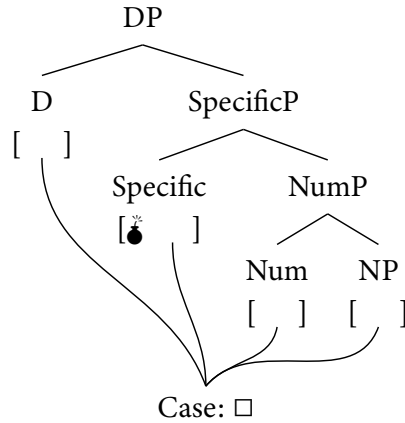 DP
D SpecificP
[ ] Specific NumP
[💣 ] Num NP
[ ] [ ]
Case: □